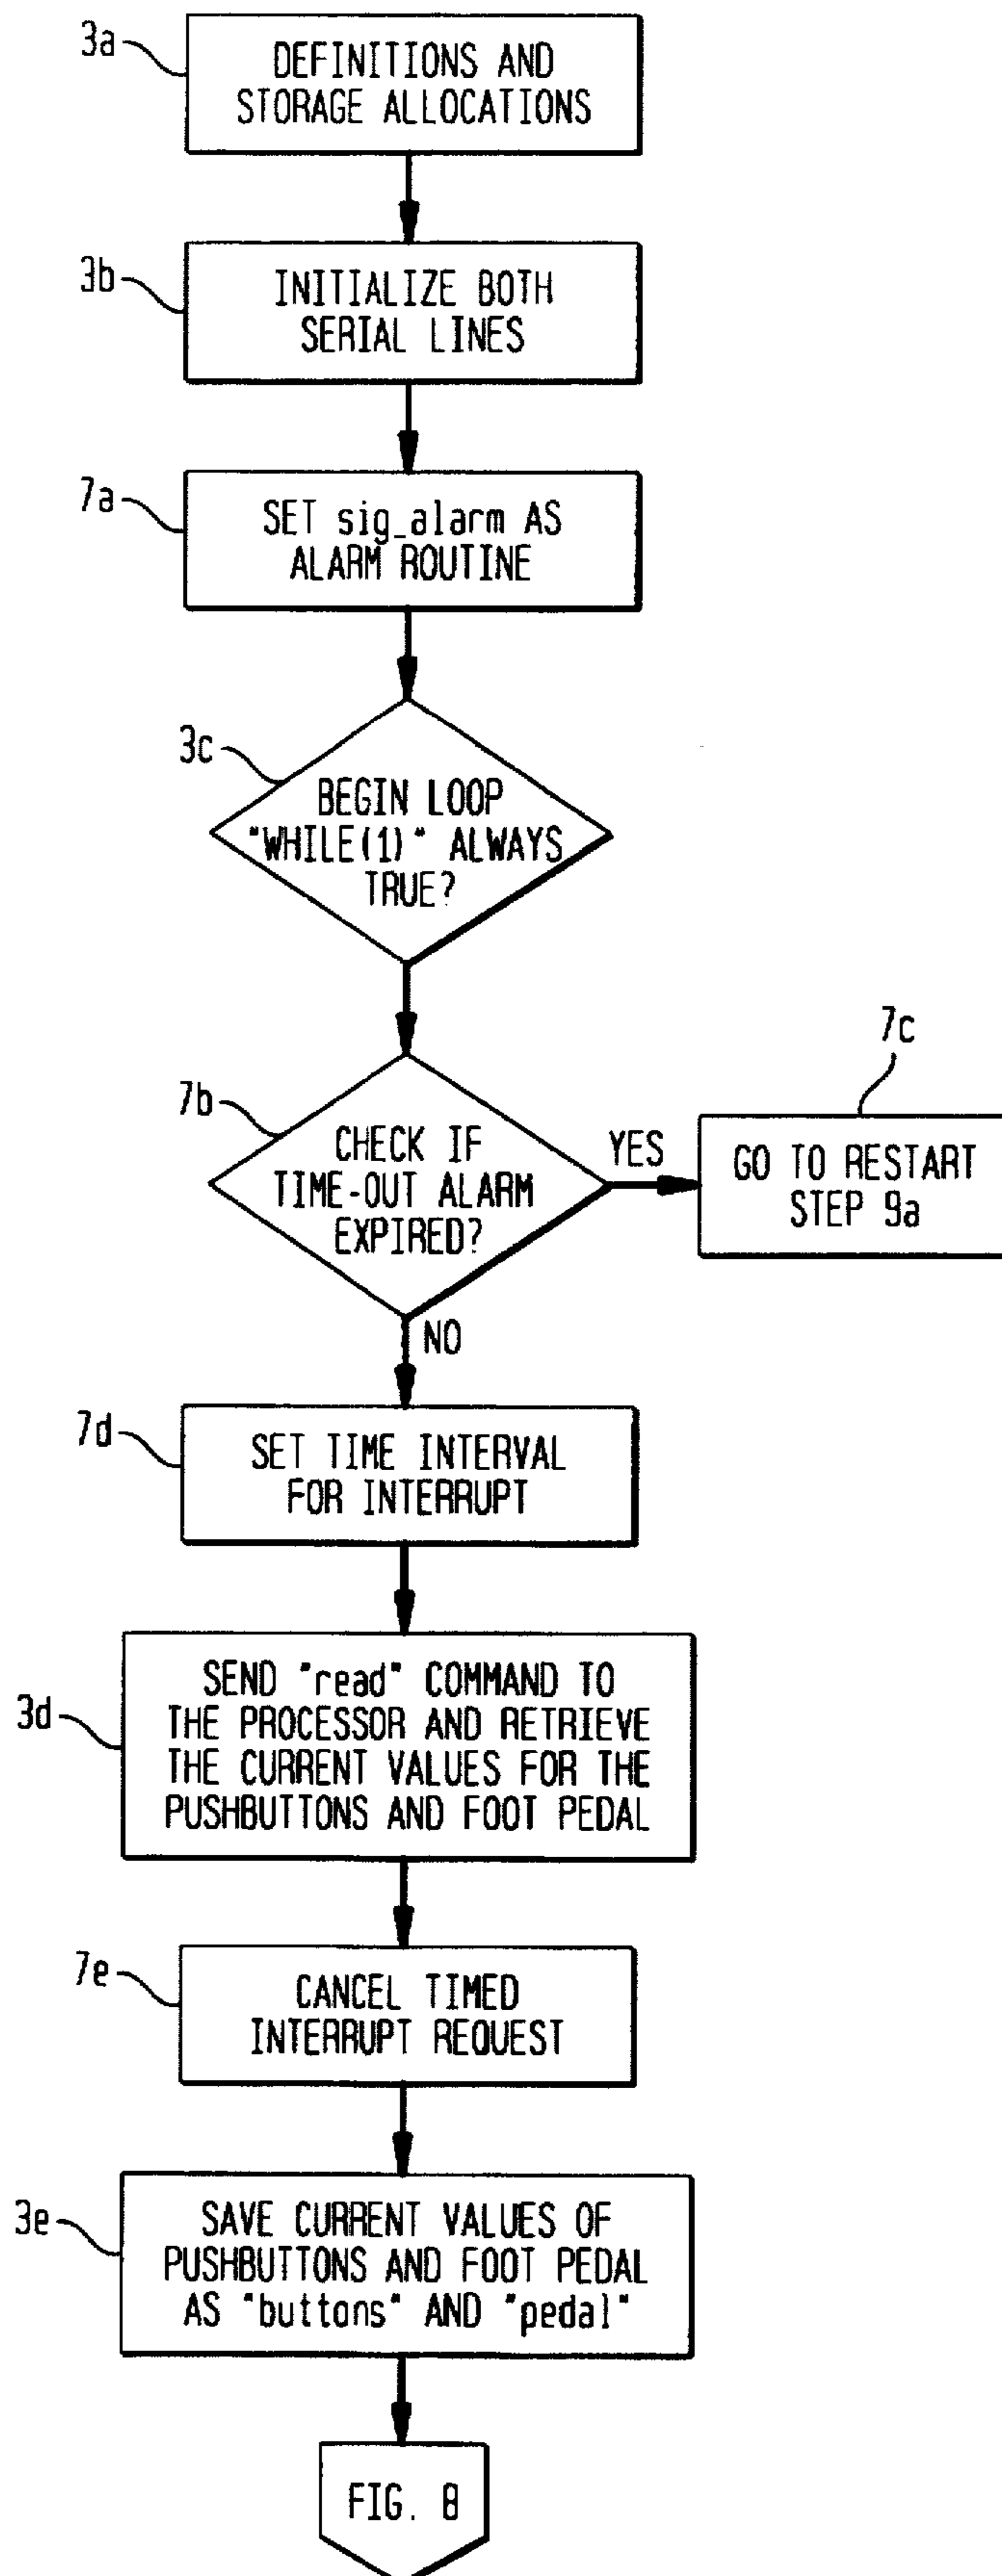 3a
DEFINITIONS AND
STORAGE ALLOCATIONS
3b
INITIALIZE BOTH
SERIAL LINES
7a
SET sig_alarm AS
ALARM ROUTINE
3c
BEGIN LOOP
"WHILE(1)" ALWAYS
TRUE?
7b
CHECK IF
TIME-OUT ALARM
EXPIRED?
YES
7c
GO TO RESTART
STEP 9a
NO
7d
SET TIME INTERVAL
FOR INTERRUPT
3d
SEND "read" COMMAND TO
THE PROCESSOR AND RETRIEVE
THE CURRENT VALUES FOR THE
PUSHBUTTONS AND FOOT PEDAL
7e
CANCEL TIMED
INTERRUPT REQUEST
3e
SAVE CURRENT VALUES OF
PUSHBUTTONS AND FOOT PEDAL
AS "buttons" AND "pedal"
FIG. 8